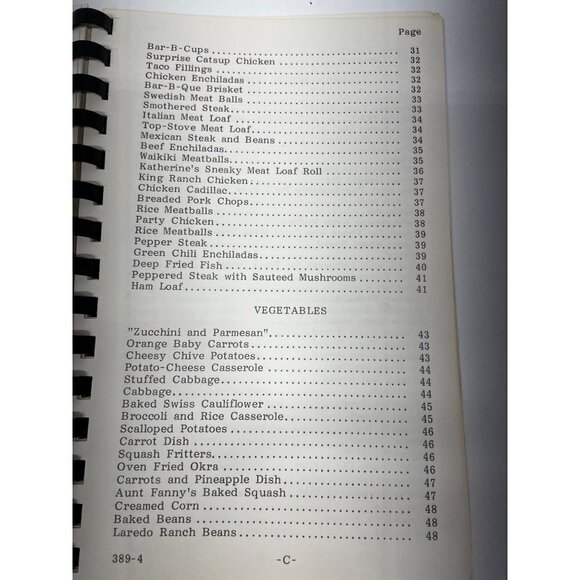 Page
Bar-B-Cups.......................................... 31
Surprise Catsup Chicken ............................. 32
Taco Fillings ....................................... 32
Chicken Enchiladas .................................. 32
Bar-B-Que Brisket ................................... 32
Swedish Meat Balls .................................. 33
Smothered Steak...................................... 33
Italian Meat Loaf ................................... 34
Top-Stove Meat Loaf.................................. 34
Mexican Steak and Beans ............................. 34
Beef Enchiladas...................................... 35
Waikiki Meatballs.................................... 35
Katherine's Sneaky Meat Loaf Roll ................... 36
King Ranch Chicken................................... 37
Chicken Cadillac..................................... 37
Breaded Pork Chops................................... 37
Rice Meatballs ...................................... 38
Party Chicken ....................................... 38
Rice Meatballs ...................................... 39
Pepper Steak ........................................ 39
Green Chili Enchiladas............................... 39
Deep Fried Fish ..................................... 40
Peppered Steak with Sauteed Mushrooms ............... 41
Ham Loaf............................................. 41
VEGETABLES
"Zucchini and Parmesan".............................. 43
Orange Baby Carrots.................................. 43
Cheesy Chive Potatoes................................ 43
Potato-Cheese Casserole ............................. 44
Stuffed Cabbage...................................... 44
Cabbage.............................................. 44
Baked Swiss Cauliflower ............................. 45
Broccoli and Rice Casserole.......................... 45
Scalloped Potatoes .................................. 46
Carrot Dish ......................................... 46
Squash Fritters...................................... 46
Oven Fried Okra ..................................... 46
Carrots and Pineapple Dish........................... 47
Aunt Fanny's Baked Squash ........................... 47
Creamed Corn ........................................ 48
Baked Beans ......................................... 48
Laredo Ranch Beans .................................. 48
389-4 -C-